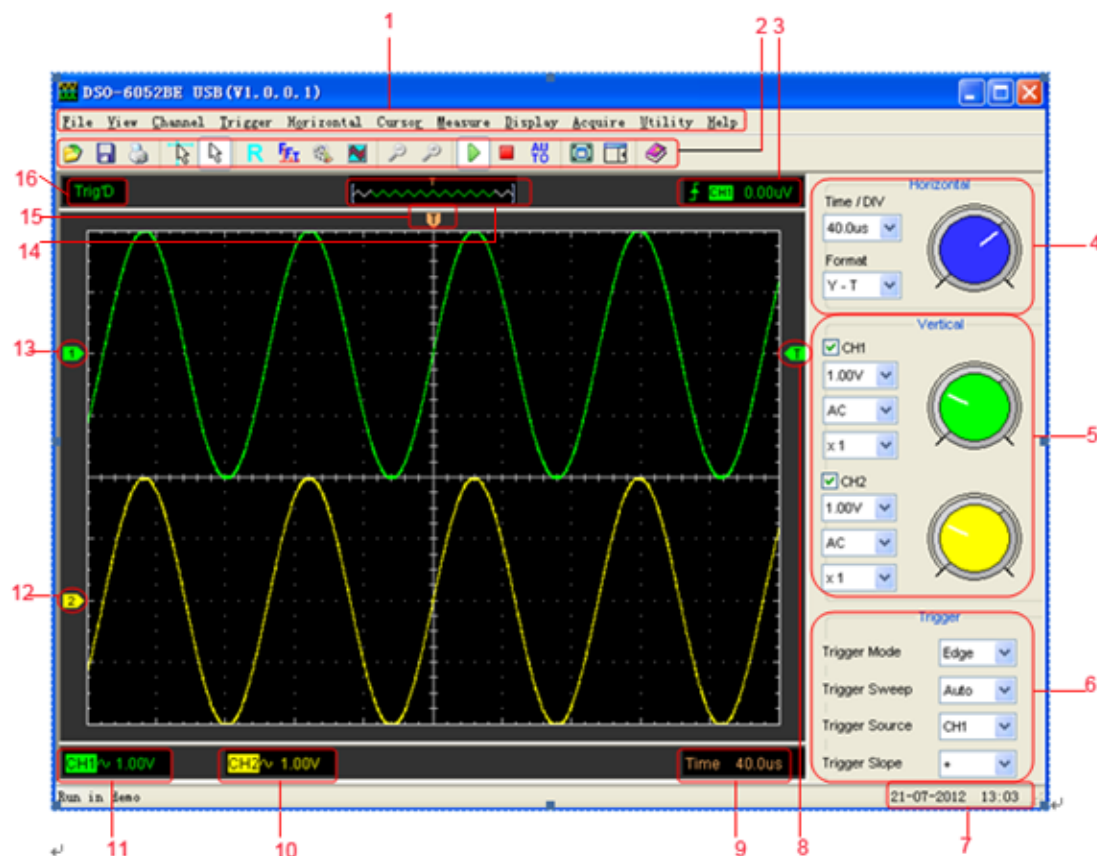 1
2 3
DSO-6052BE USB(V1.0.0.1)
File View Channel Trigger Horizontal Cursor Measure Display Acquire Utility Help
R FFT AUTO
16
Trig'D
T
CH1 0.00uV
15
T
14
Horizontal
Time / DIV
40.0us
Format
Y - T
4
13
1
T
Vertical
CH1
1.00V
AC
x 1
5
CH2
1.00V
AC
x 1
12
2
Trigger
Trigger Mode Edge
Trigger Sweep Auto
6
Trigger Source CH1
Trigger Slope +
CH1 ~ 1.00V CH2 ~ 1.00V Time 40.0us
Run in demo 21-07-2012 13:03
11 10 9 8 7